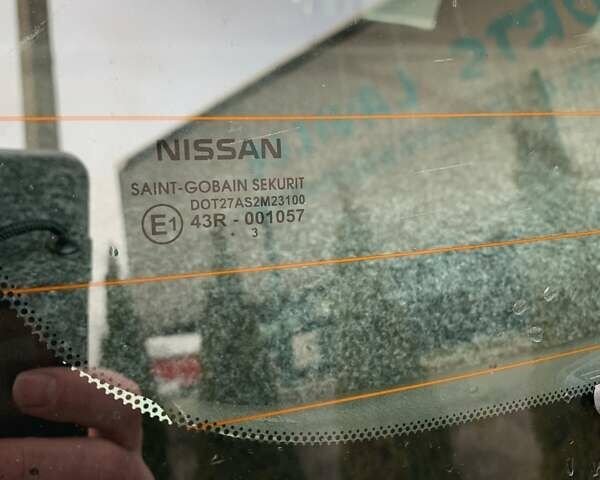 NISSAN
SAINT-GOBAIN SEKURIT
DOT27AS2M23100
E1 43R - 001057
. 3